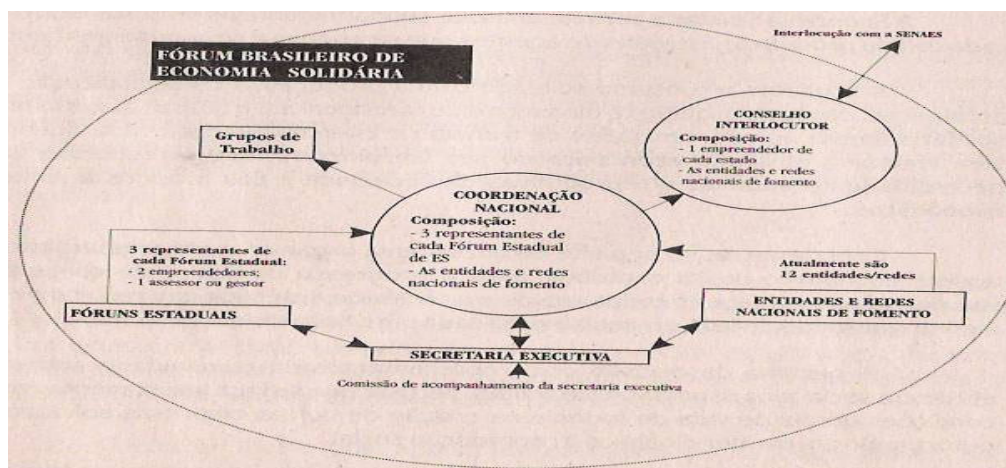 Interlocução com a SENAES
FÓRUM BRASILEIRO DE
ECONOMIA SOLIDÁRIA
CONSELHO
INTERLOCUTOR
Composição:
- 1 empreendedor de
cada estado
- As entidades e redes
nacionais de fomento
Grupos de
Trabalho
COORDENAÇÃO
NACIONAL
Composição:
- 3 representantes de
cada Fórum Estadual
de ES
- As entidades e redes
nacionais de fomento
3 representantes de
cada Fórum Estadual:
- 2 empreendedores;
- 1 assessor ou gestor
Atualmente são
12 entidades/redes
FÓRUNS ESTADUAIS
ENTIDADES E REDES
NACIONAIS DE FOMENTO
SECRETARIA EXECUTIVA
Comissão de acompanhamento da secretaria executiva